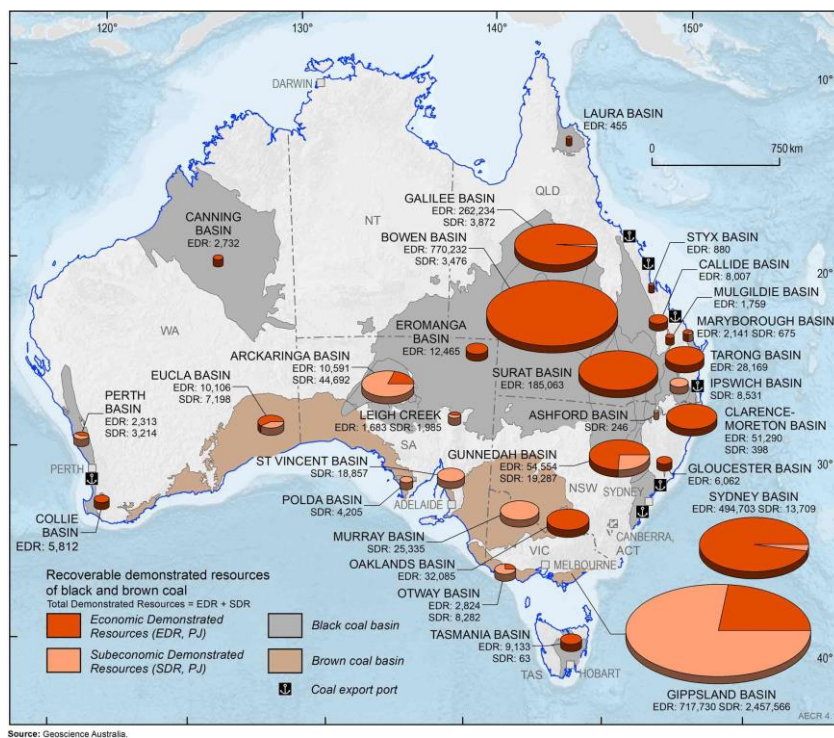 120°
130°
140°
150°
10°
DARWIN
LAURA BASIN
EDR: 455
0
750 km
QLD
GALILEE BASIN
EDR: 262,234
SDR: 3,872
CANNING
BASIN
EDR: 2,732
NT
BOWEN BASIN
EDR: 770,232
SDR: 3,476
STYX BASIN
EDR: 880
CALLIDE BASIN
EDR: 8,007
20°
MULGILDIE BASIN
EDR: 1,759
WA
EROMANGA
BASIN
EDR: 12,465
MARYBOROUGH BASIN
EDR: 2,141 SDR: 675
ARCKARINGA BASIN
EDR: 10,591
SDR: 44,692
TARONG BASIN
EDR: 28,169
EUCLA BASIN
EDR: 10,106
SDR: 7,198
SURAT BASIN
EDR: 185,063
IPSWICH BASIN
SDR: 8,531
PERTH
BASIN
EDR: 2,313
SDR: 3,214
LEIGH CREEK
EDR: 1,683 SDR: 1,985
ASHFORD BASIN
SDR: 246
CLARENCE-
MORETON BASIN
EDR: 51,290
SDR: 398
SA
GUNNEDAH BASIN
EDR: 54,554
SDR: 19,287
30°
ST VINCENT BASIN
SDR: 18,857
PERTH
NSW
SYDNEY
GLOUCESTER BASIN
EDR: 6,062
POLDA BASIN
SDR: 4,205
ADELAIDE
SYDNEY BASIN
EDR: 494,703 SDR: 13,709
COLLIE
BASIN
EDR: 5,812
MURRAY BASIN
SDR: 25,335
CANBERRA,
ACT
VIC
OAKLANDS BASIN
EDR: 32,085
MELBOURNE
Recoverable demonstrated resources
of black and brown coal
Total Demonstrated Resources = EDR + SDR
OTWAY BASIN
EDR: 2,824
SDR: 8,282
Economic Demonstrated
Resources (EDR, PJ)
Black coal basin
Subeconomic Demonstrated
Resources (SDR, PJ)
Brown coal basin
Coal export port
TASMANIA BASIN
EDR: 9,133
SDR: 63
TAS
HOBART
40°
GIPPSLAND BASIN
EDR: 717,730 SDR: 2,457,566
AECR 4.
Source: Geoscience Australia.